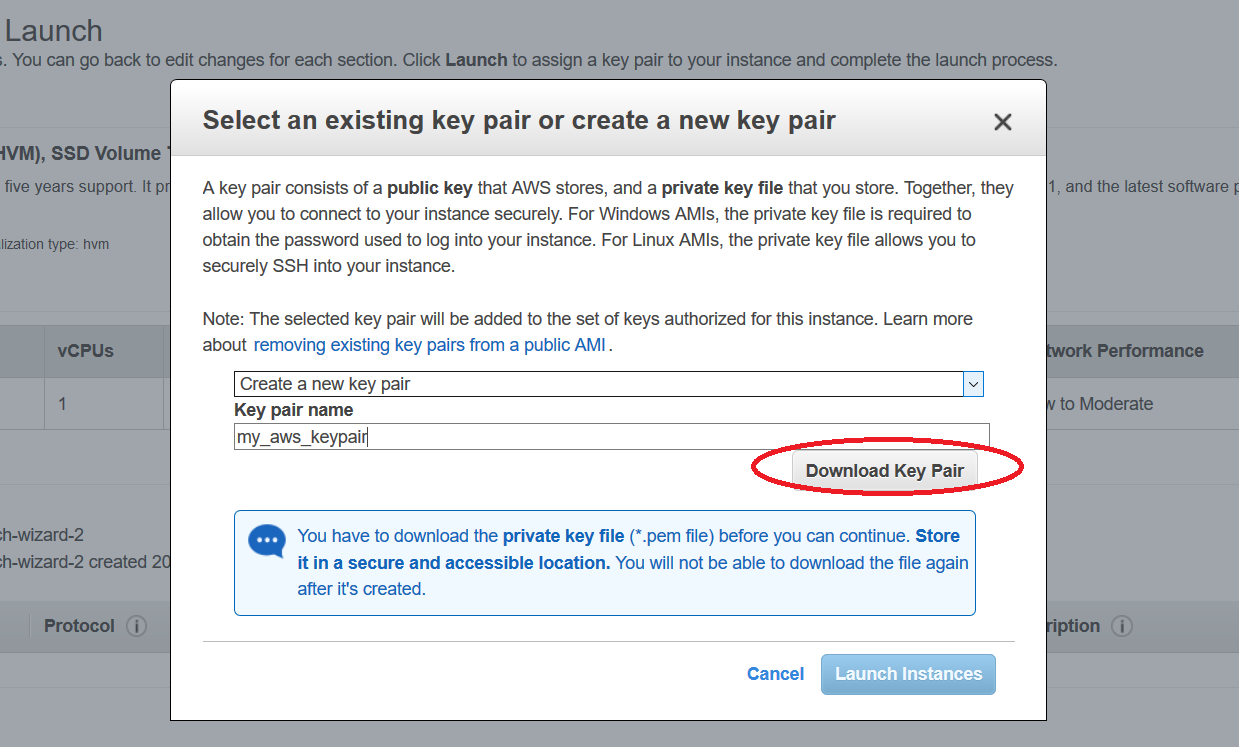 Launch
s. You can go back to edit changes for each section. Click Launch to assign a key pair to your instance and complete the launch process.
Select an existing key pair or create a new key pair
HVM), SSD Volume
five years support. It pr
1, and the latest software p
A key pair consists of a public key that AWS stores, and a private key file that you store. Together, they
allow you to connect to your instance securely. For Windows AMIs, the private key file is required to
obtain the password used to log into your instance. For Linux AMIs, the private key file allows you to
securely SSH into your instance.
lization type: hvm
Note: The selected key pair will be added to the set of keys authorized for this instance. Learn more
about removing existing key pairs from a public AMI.
vCPUs
twork Performance
Create a new key pair
1
w to Moderate
Key pair name
my_aws_keypair
Download Key Pair
You have to download the private key file (*.pem file) before you can continue. Store
it in a secure and accessible location. You will not be able to download the file again
after it's created.
ch-wizard-2
ch-wizard-2 created 20
Protocol
ription
Cancel
Launch Instances